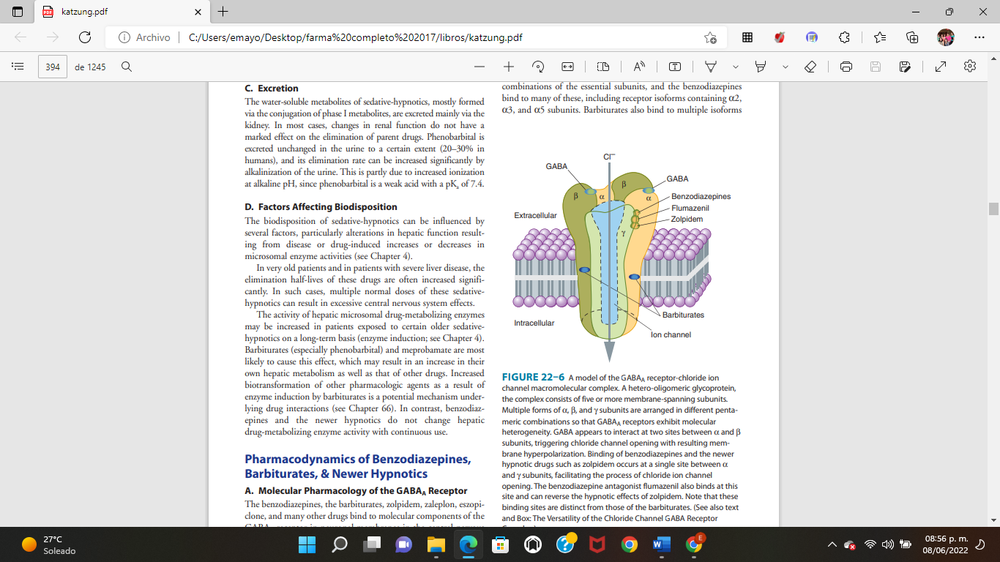 katzung.pdf
Archivo
C:/Users/emayo/Desktop/farma%20completo%202017/libros/katzung.pdf
394 de 1245
C. Excretion
The water-soluble metabolites of sedative-hypnotics, mostly formed
via the conjugation of phase I metabolites, are excreted mainly via the
kidney. In most cases, changes in renal function do not have a
marked effect on the elimination of parent drugs. Phenobarbital is
excreted unchanged in the urine to a certain extent (20–30% in
humans), and its elimination rate can be increased significantly by
alkalinization of the urine. This is partly due to increased ionization
at alkaline pH, since phenobarbital is a weak acid with a pKa of 7.4.
D. Factors Affecting Biodisposition
The biodisposition of sedative-hypnotics can be influenced by
several factors, particularly alterations in hepatic function result-
ing from disease or drug-induced increases or decreases in
microsomal enzyme activities (see Chapter 4).
In very old patients and in patients with severe liver disease, the
elimination half-lives of these drugs are often increased signifi-
cantly. In such cases, multiple normal doses of these sedative-
hypnotics can result in excessive central nervous system effects.
The activity of hepatic microsomal drug-metabolizing enzymes
may be increased in patients exposed to certain older sedative-
hypnotics on a long-term basis (enzyme induction; see Chapter 4).
Barbiturates (especially phenobarbital) and meprobamate are most
likely to cause this effect, which may result in an increase in their
own hepatic metabolism as well as that of other drugs. Increased
biotransformation of other pharmacologic agents as a result of
enzyme induction by barbiturates is a potential mechanism under-
lying drug interactions (see Chapter 66). In contrast, benzodiaz-
epines and the newer hypnotics do not change hepatic
drug-metabolizing enzyme activity with continuous use.
Pharmacodynamics of Benzodiazepines,
Barbiturates, & Newer Hypnotics
A. Molecular Pharmacology of the GABAA Receptor
The benzodiazepines, the barbiturates, zolpidem, zaleplon, eszopi-
clone, and many other drugs bind to molecular components of the
combinations of the essential subunits, and the benzodiazepines
bind to many of these, including receptor isoforms containing α2,
α3, and α5 subunits. Barbiturates also bind to multiple isoforms
Cl−
GABA
GABA
β
β
α
α
Benzodiazepines
Flumazenil
Zolpidem
Extracellular
γ
Barbiturates
Intracellular
Ion channel
FIGURE 22–6 A model of the GABAA receptor-chloride ion
channel macromolecular complex. A hetero-oligomeric glycoprotein,
the complex consists of five or more membrane-spanning subunits.
Multiple forms of α, β, and γ subunits are arranged in different penta-
meric combinations so that GABAA receptors exhibit molecular
heterogeneity. GABA appears to interact at two sites between α and β
subunits, triggering chloride channel opening with resulting mem-
brane hyperpolarization. Binding of benzodiazepines and the newer
hypnotic drugs such as zolpidem occurs at a single site between α
and γ subunits, facilitating the process of chloride ion channel
opening. The benzodiazepine antagonist flumazenil also binds at this
site and can reverse the hypnotic effects of zolpidem. Note that these
binding sites are distinct from those of the barbiturates. (See also text
and Box: The Versatility of the Chloride Channel GABA Receptor
27°C
Soleado
08:56 p. m.
08/06/2022